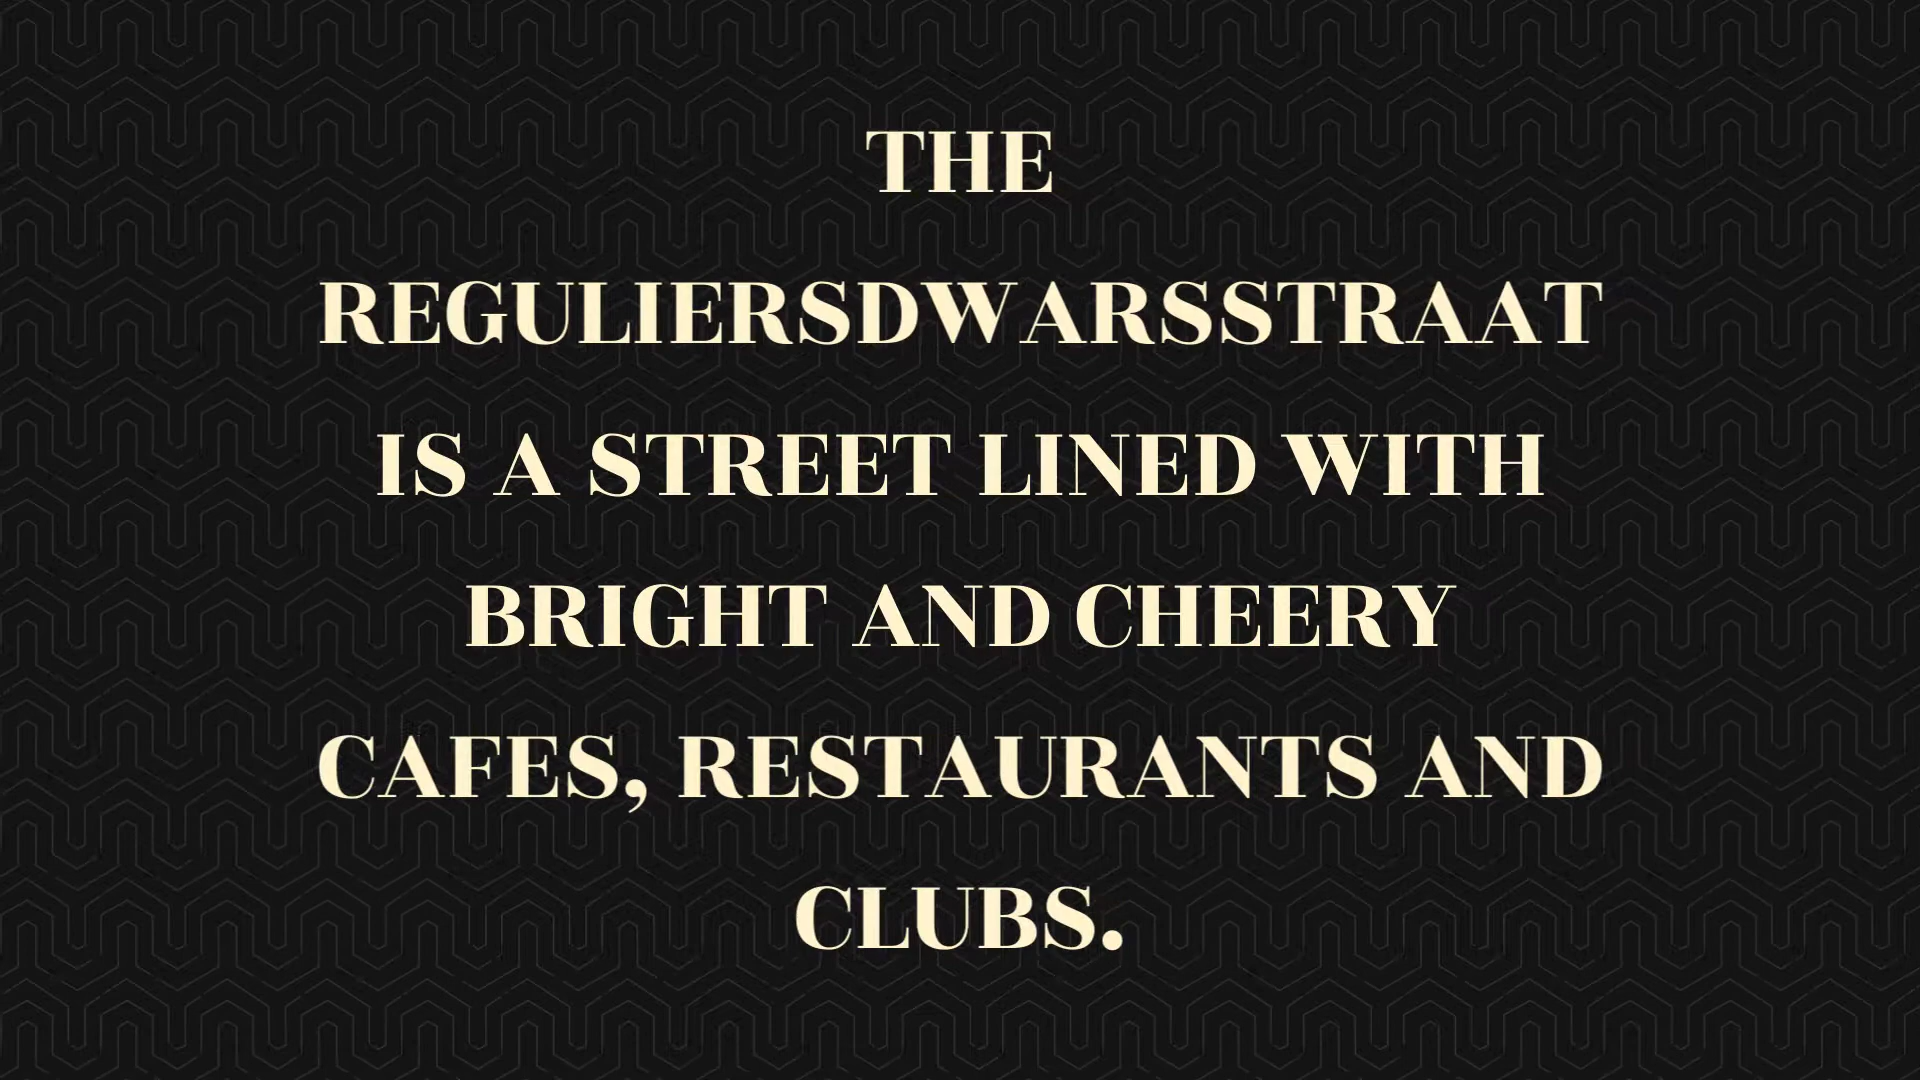 THE
REGULIERSDWARSSTRAAT
IS A STREET LINED WITH
BRIGHT AND CHEERY
CAFES, RESTAURANTS AND
CLUBS.